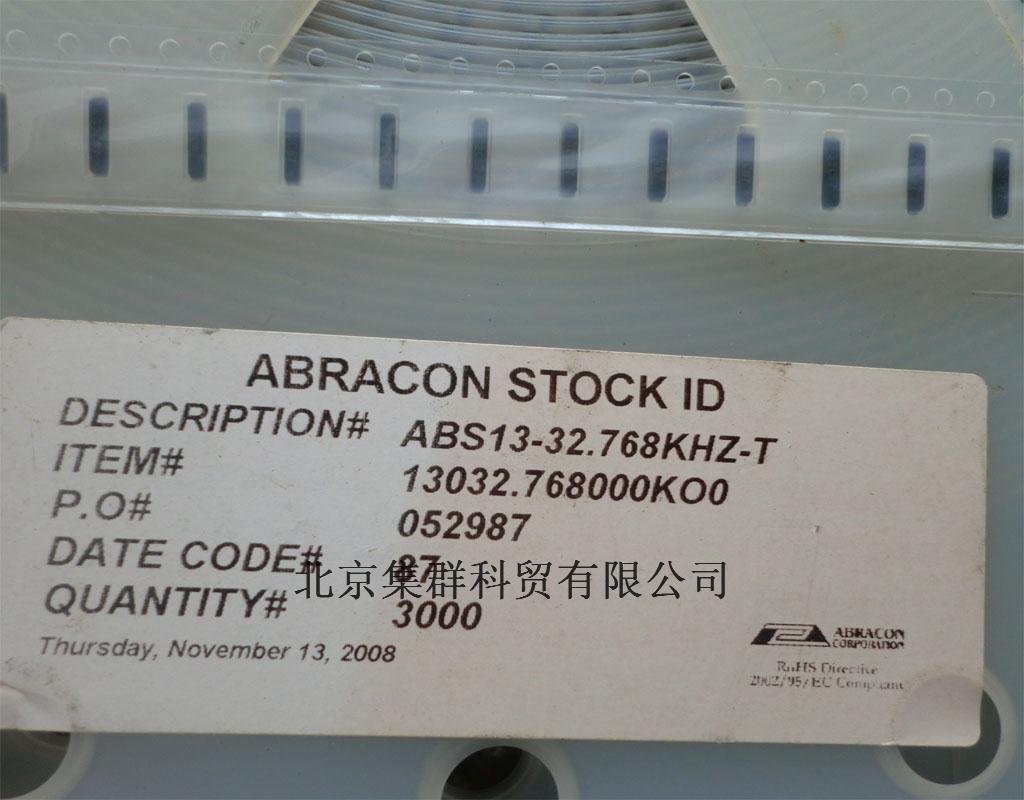 ABRACON STOCK ID
DESCRIPTION# ABS13-32.768KHZ-T
ITEM# 13032.768000KO0
P.O# 052987
DATE CODE# 87
北京集群科贸有限公司
QUANTITY# 3000
Thursday, November 13, 2008
ABRACON
CORPORATION
RoHS Directive
2002/95/EC Compliant